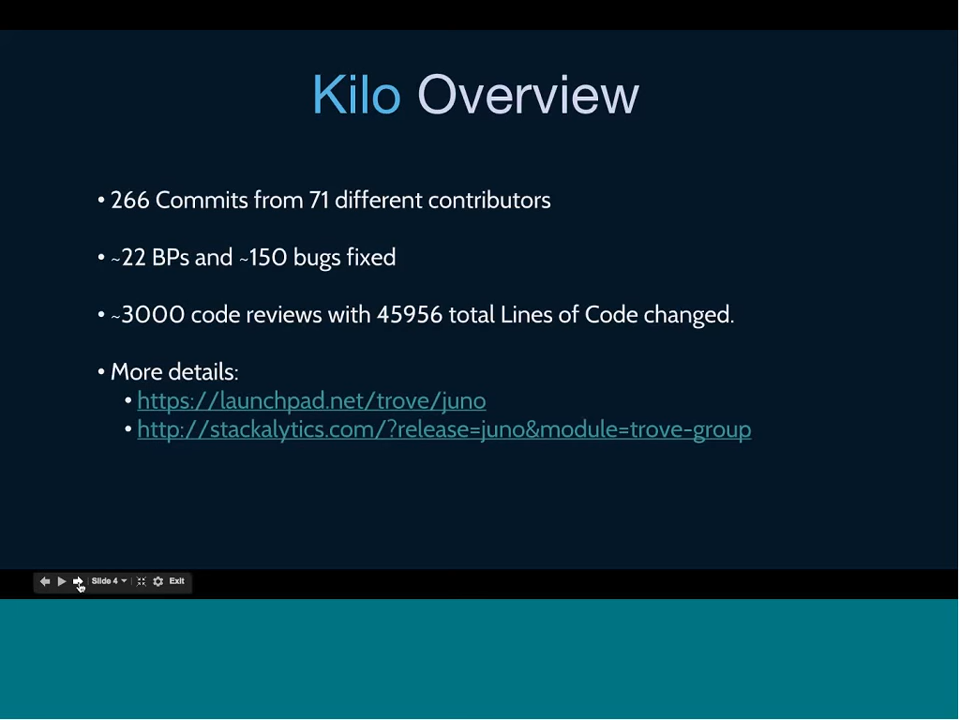 Kilo Overview
• 266 Commits from 71 different contributors
• ~22 BPs and ~150 bugs fixed
• ~3000 code reviews with 45956 total Lines of Code changed.
• More details:
• https://launchpad.net/trove/juno
• http://stackalytics.com/?release=juno&module=trove-group
Slide 4 Exit